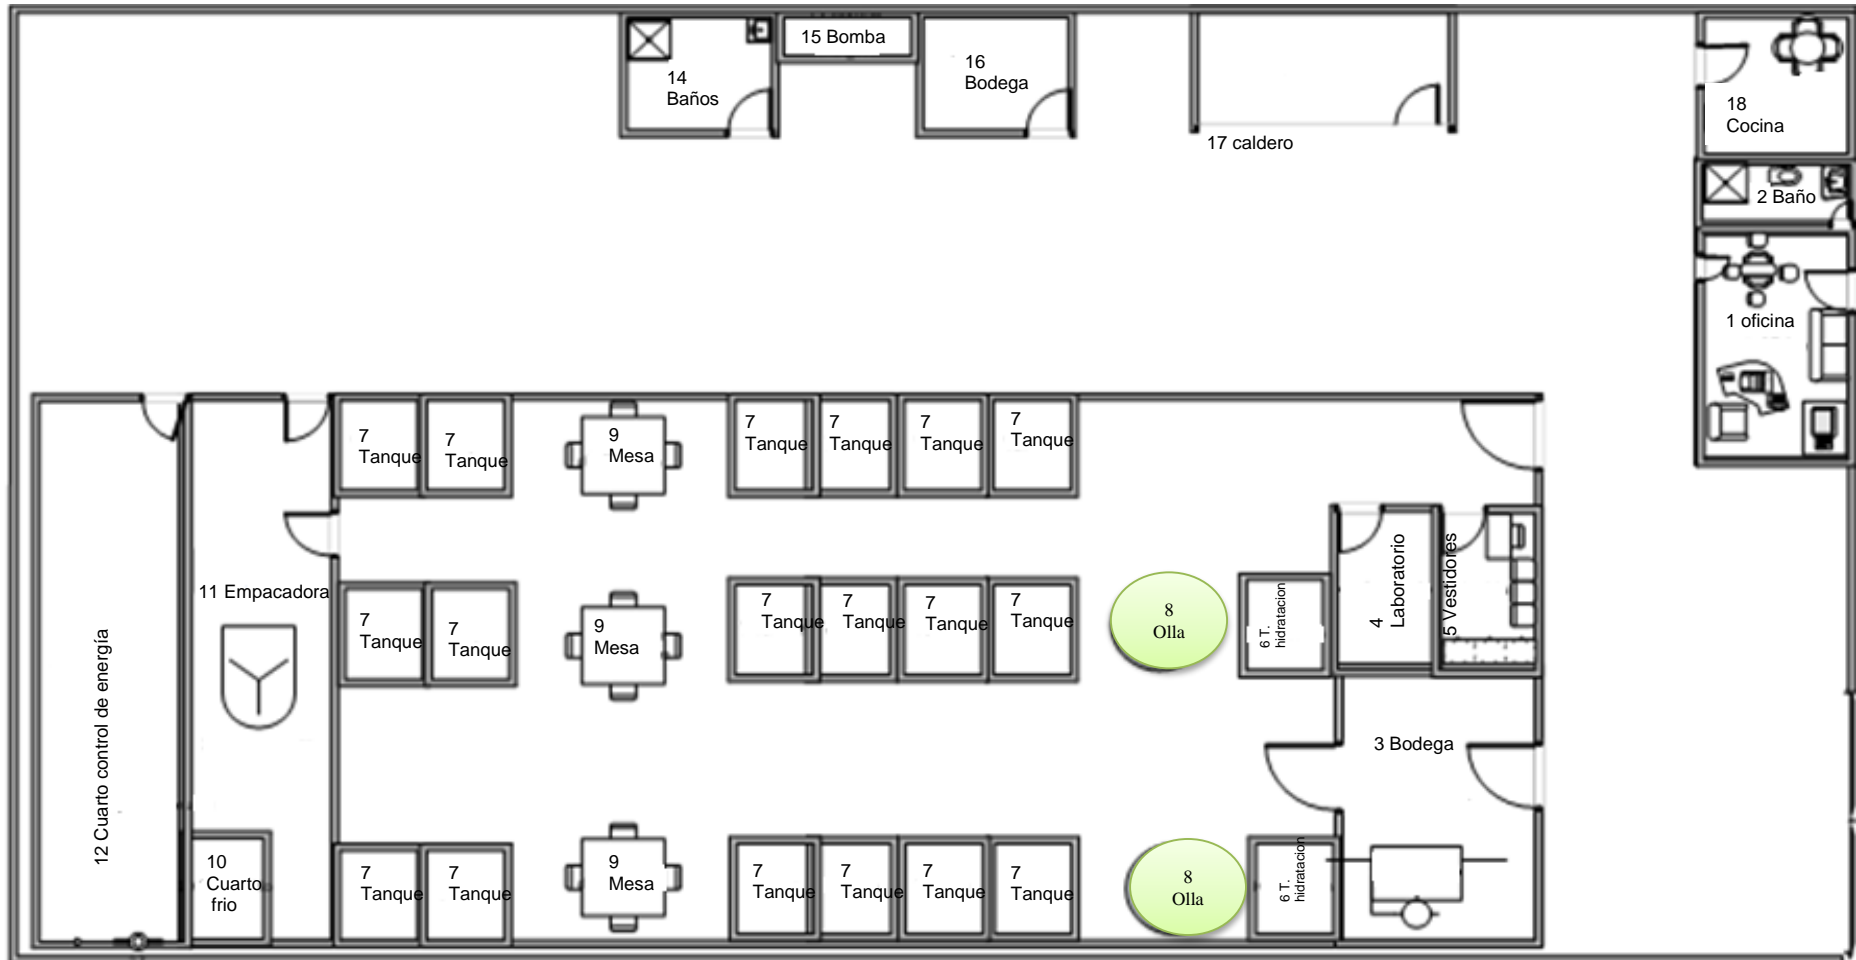 15 Bomba
14
Baños
16
Bodega
17 caldero
18
Cocina
2 Baño
1 oficina
7
Tanque
7
Tanque
9
Mesa
7
Tanque
7
Tanque
7
Tanque
7
Tanque
11 Empacadora
7
Tanque
7
Tanque
9
Mesa
7
Tanque
7
Tanque
7
Tanque
7
Tanque
8
Olla
6 T.
hidratacion
4
Laboratorio
5 Vestidores
12 Cuarto control de energía
3 Bodega
10
Cuarto
frio
7
Tanque
7
Tanque
9
Mesa
7
Tanque
7
Tanque
7
Tanque
7
Tanque
8
Olla
6 T.
hidratacion